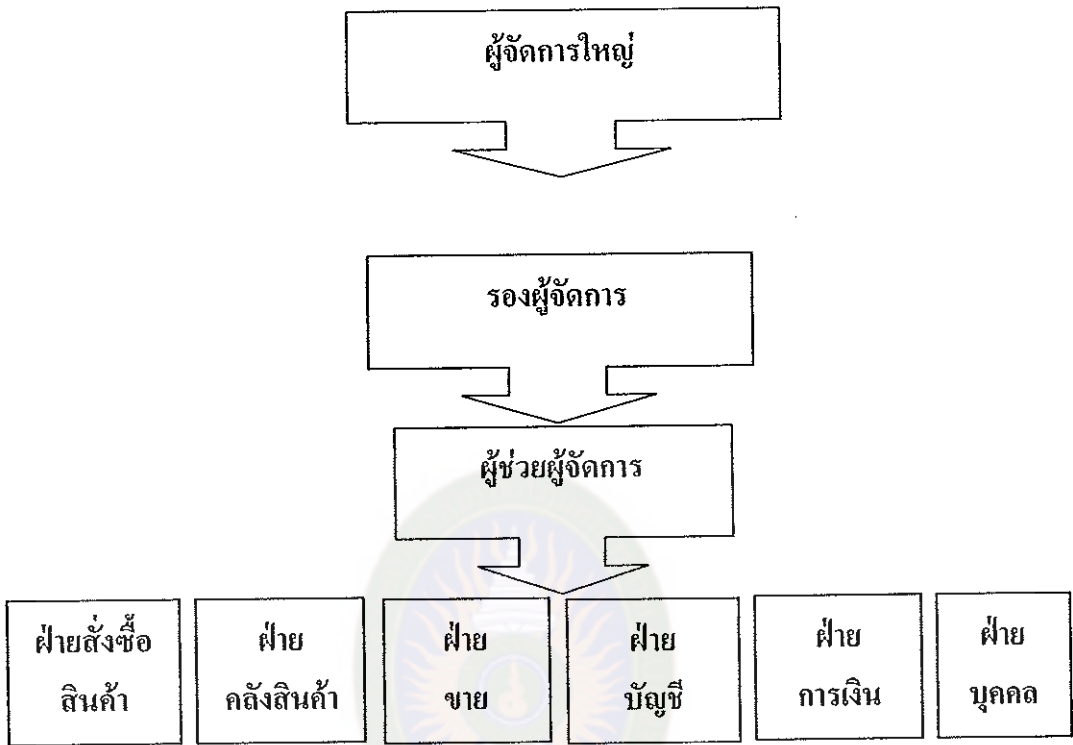 ผู้จัดการใหญ่
รองผู้จัดการ
ผู้ช่วยผู้จัดการ
ฝ่ายสั่งซื้อ
สินค้า
ฝ่าย
คลังสินค้า
ฝ่าย
ขาย
ฝ่าย
บัญชี
ฝ่าย
การเงิน
ฝ่าย
บุคคล